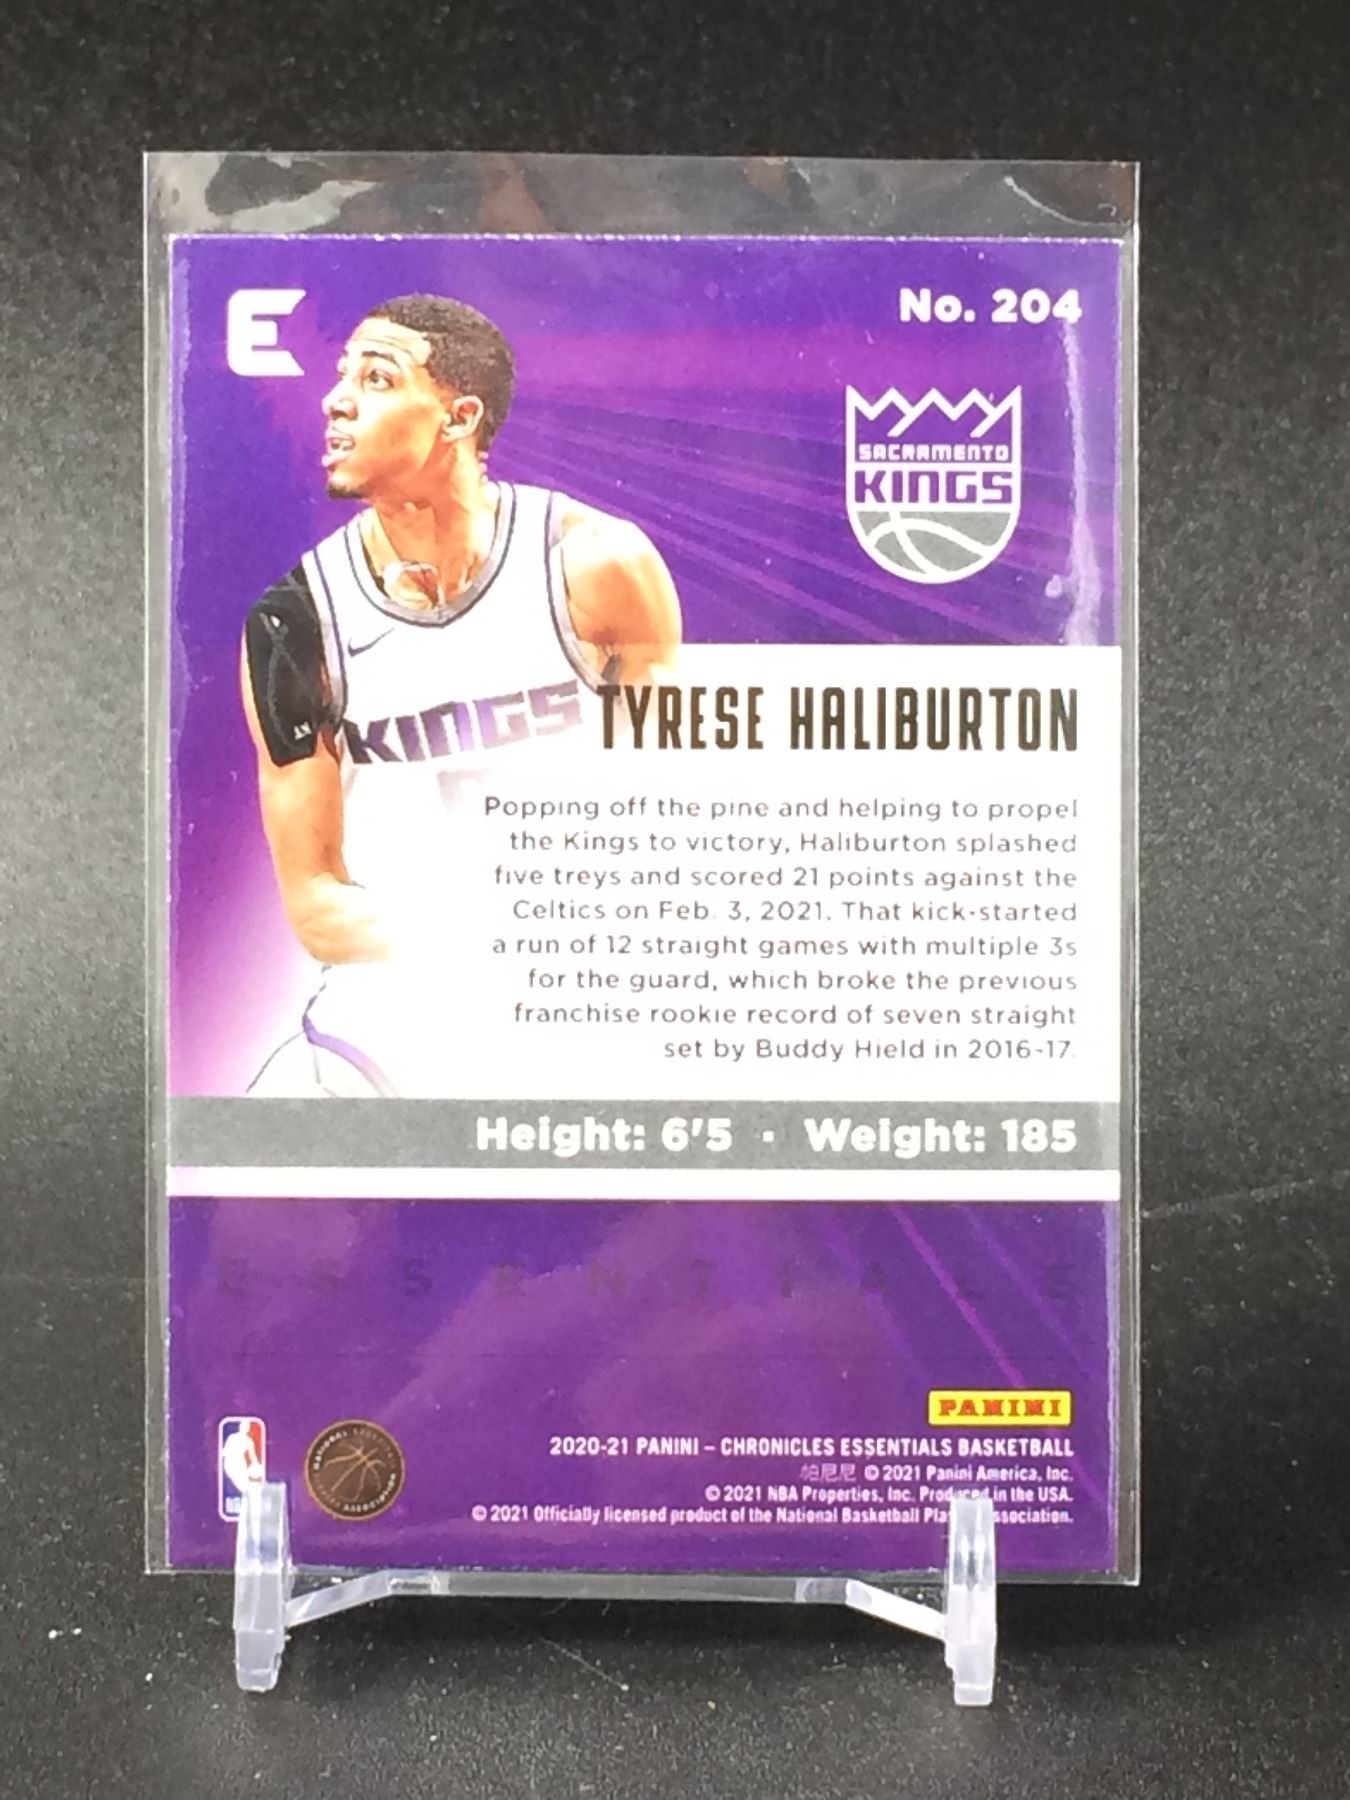 E
No. 204
SACRAMENTO
KINGS
KINGS
TYRESE HALIBURTON
Popping off the pine and helping to propel
the Kings to victory, Haliburton splashed
five treys and scored 21 points against the
Celtics on Feb. 3, 2021. That kick-started
a run of 12 straight games with multiple 3s
for the guard, which broke the previous
franchise rookie record of seven straight
set by Buddy Hield in 2016-17.
Height: 6'5 • Weight: 185
ESSENTIALS
PANINI
2020-21 PANINI – CHRONICLES ESSENTIALS BASKETBALL
帕尼尼 © 2021 Panini America, Inc.
© 2021 NBA Properties, Inc. Produced in the USA.
© 2021 Officially licensed product of the National Basketball Pla ssociation.